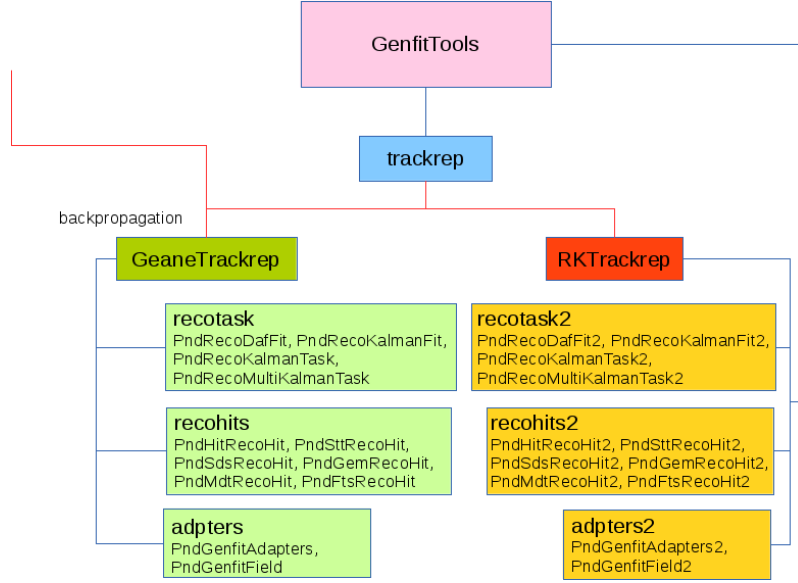 GenfitTools
trackrep
backpropagation
GeaneTrackrep
RKTrackrep
recotask
PndRecoDafFit, PndRecoKalmanFit,
PndRecoKalmanTask,
PndRecoMultiKalmanTask
recotask2
PndRecoDafFit2, PndRecoKalmanFit2,
PndRecoKalmanTask2,
PndRecoMultiKalmanTask2
recohits
PndHitRecoHit, PndSttRecoHit,
PndSdsRecoHit, PndGemRecoHit,
PndMdtRecoHit, PndFtsRecoHit
recohits2
PndHitRecoHit2, PndSttRecoHit2,
PndSdsRecoHit2, PndGemRecoHit2,
PndMdtRecoHit2, PndFtsRecoHit2
adpters
PndGenfitAdapters,
PndGenfitField
adpters2
PndGenfitAdapters2,
PndGenfitField2